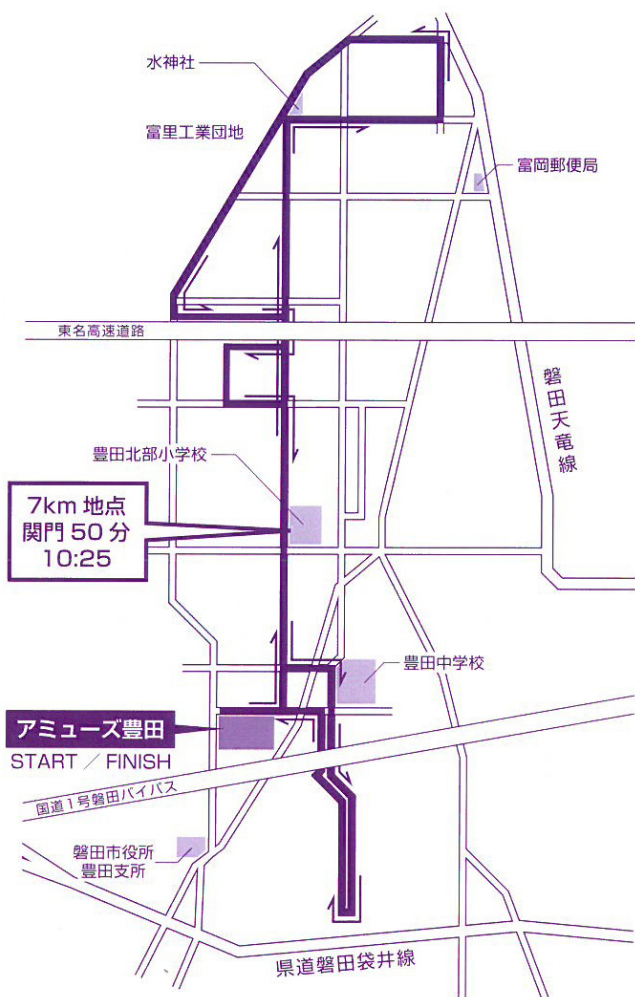 水神社
富里工業団地
富岡郵便局
東名高速道路
磐田天竜線
豊田北部小学校
7km 地点
関門 50 分
10:25
豊田中学校
アミューズ豊田
START ／ FINISH
国道1号磐田バイパス
磐田市役所
豊田支所
県道磐田袋井線